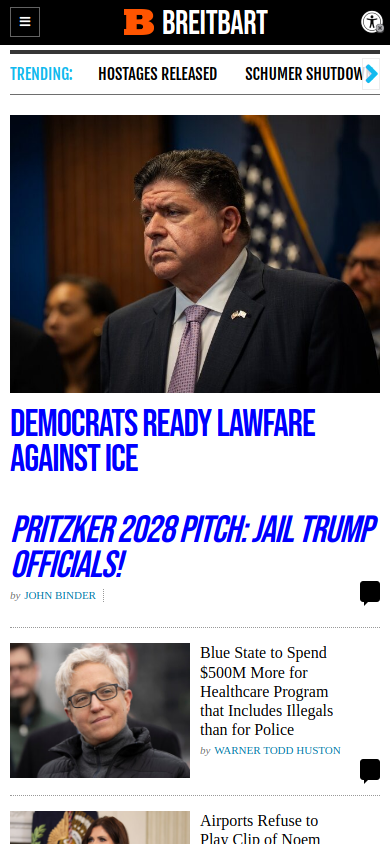 BREITBART
TRENDING:
HOSTAGES RELEASED
SCHUMER SHUTDOW
DEMOCRATS READY LAWFARE
AGAINST ICE
PRITZKER 2028 PITCH: JAIL TRUMP
OFFICIALS!
by JOHN BINDER
Blue State to Spend
$500M More for
Healthcare Program
that Includes Illegals
than for Police
by WARNER TODD HUSTON
Airports Refuse to
Play Clip of Noem